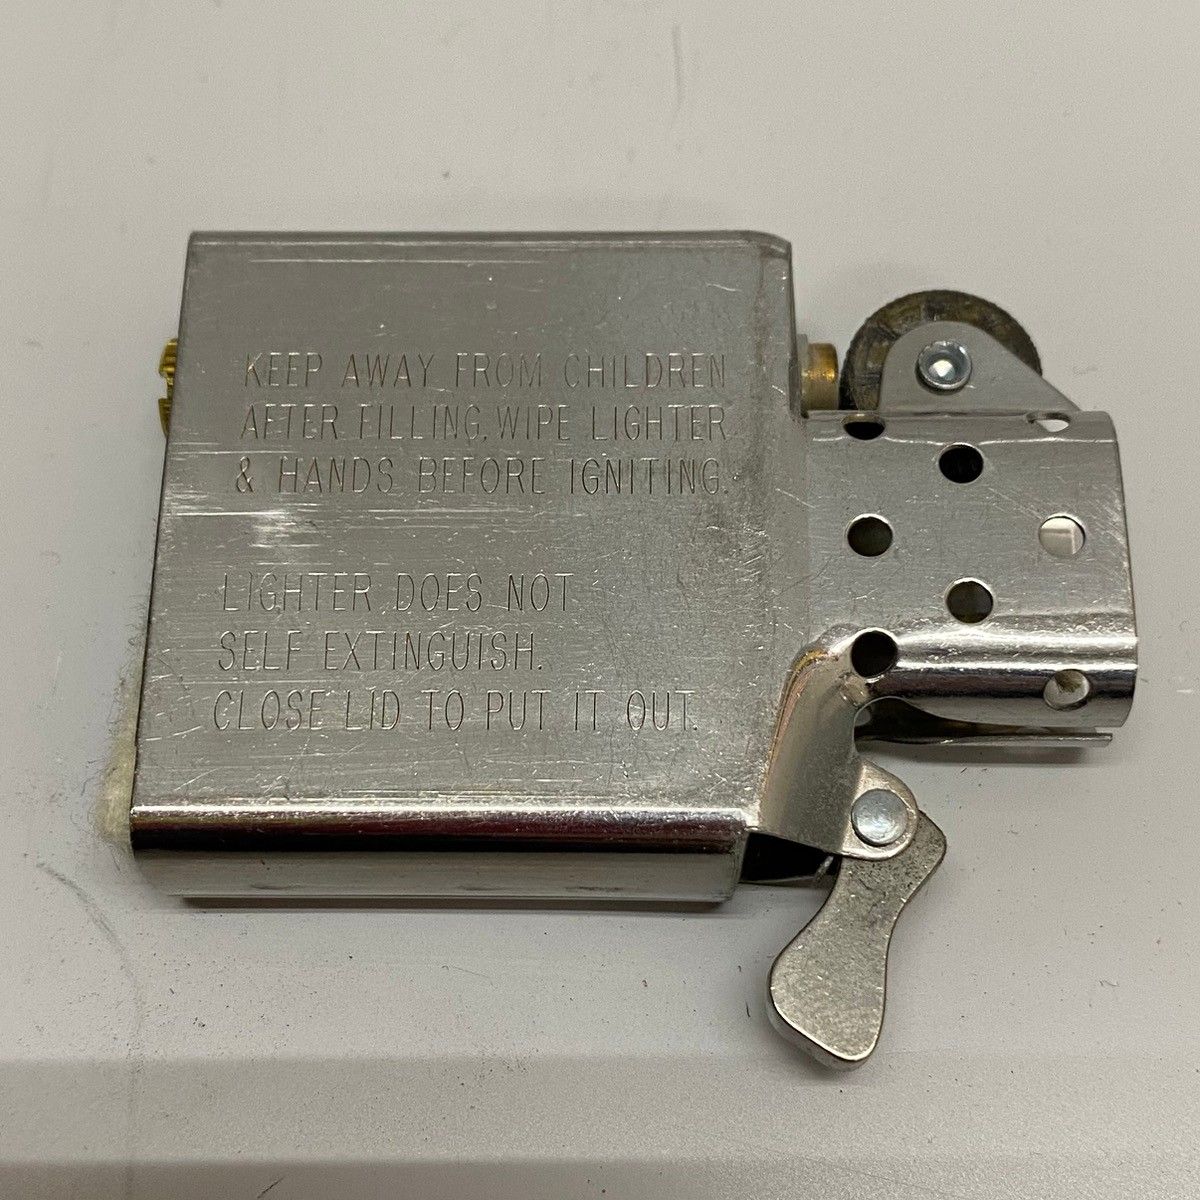 KEEP AWAY FROM CHILDREN
AFTER FILLING, WIPE LIGHTER
& HANDS BEFORE IGNITING.
LIGHTER DOES NOT
SELF EXTINGUISH.
CLOSE LID TO PUT IT OUT.